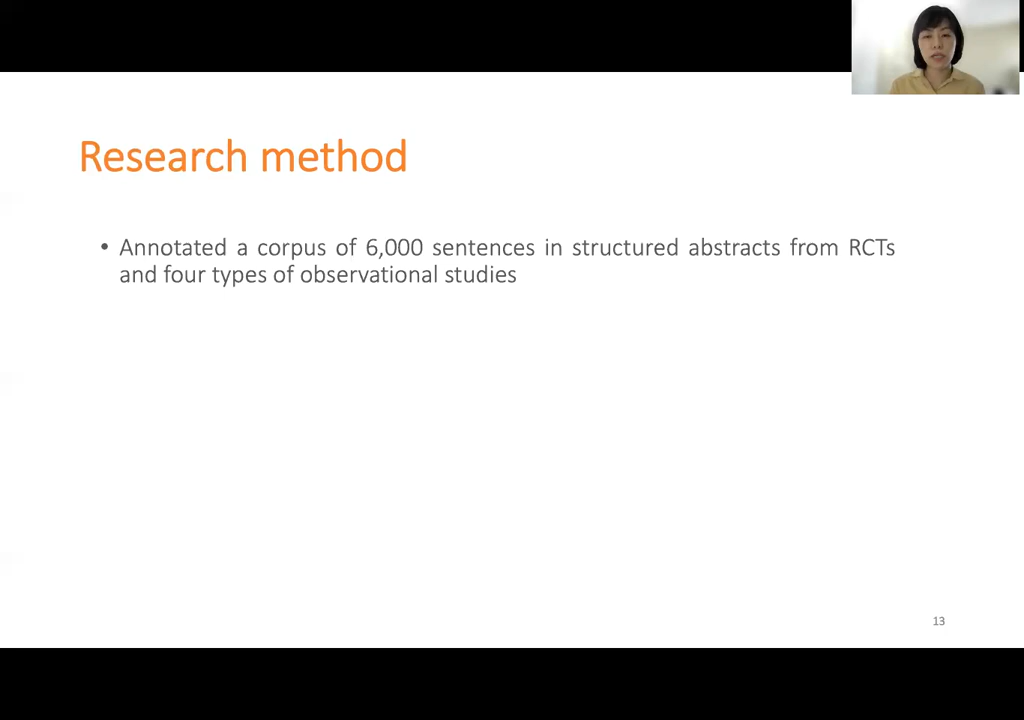 Research method
• Annotated a corpus of 6,000 sentences in structured abstracts from RCTs
and four types of observational studies
13